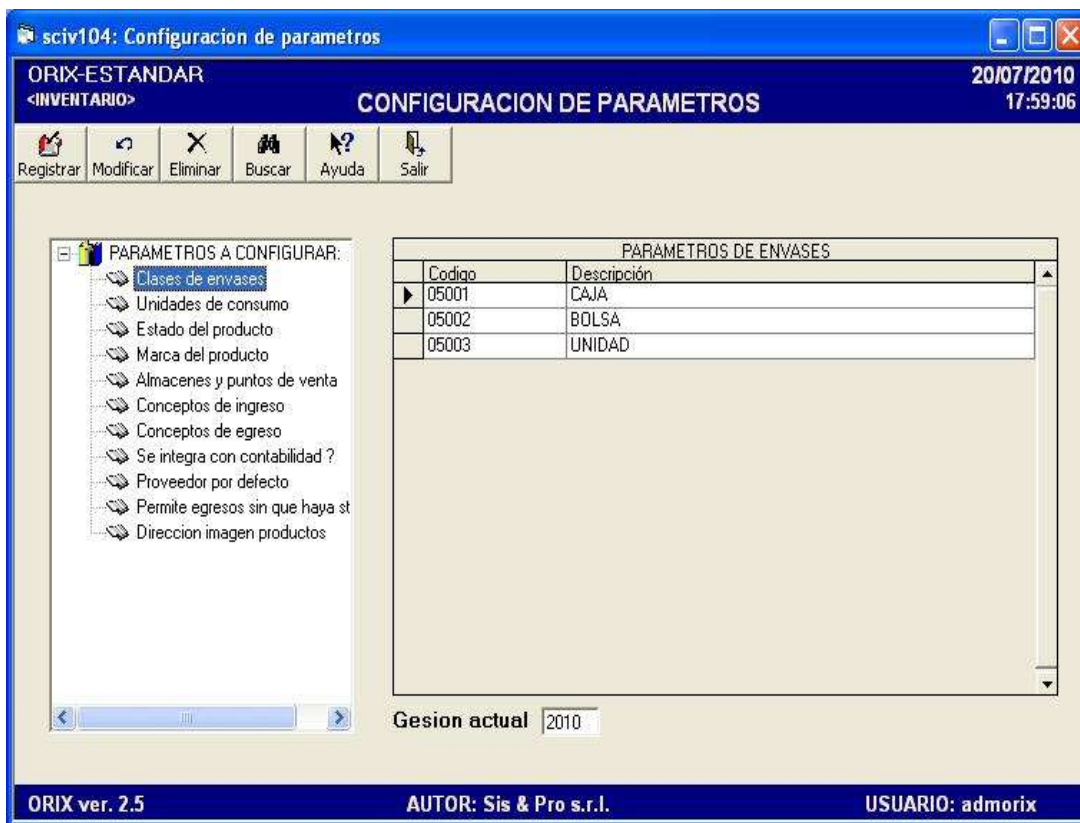 sciv104: Configuracion de parametros
ORIX-ESTANDAR
20/07/2010
<INVENTARIO>
CONFIGURACION DE PARAMETROS
17:59:06
Registrar Modificar Eliminar Buscar Ayuda Salir
PARAMETROS A CONFIGURAR:
Clases de envases
Unidades de consumo
Estado del producto
Marca del producto
Almacenes y puntos de venta
Conceptos de ingreso
Conceptos de egreso
Se integra con contabilidad ?
Proveedor por defecto
Permite egresos sin que haya st
Direccion imagen productos
PARAMETROS DE ENVASES
Codigo Descripción
05001 CAJA
05002 BOLSA
05003 UNIDAD
Gesion actual 2010
ORIX ver. 2.5 AUTOR: Sis & Pro s.r.l. USUARIO: admorix